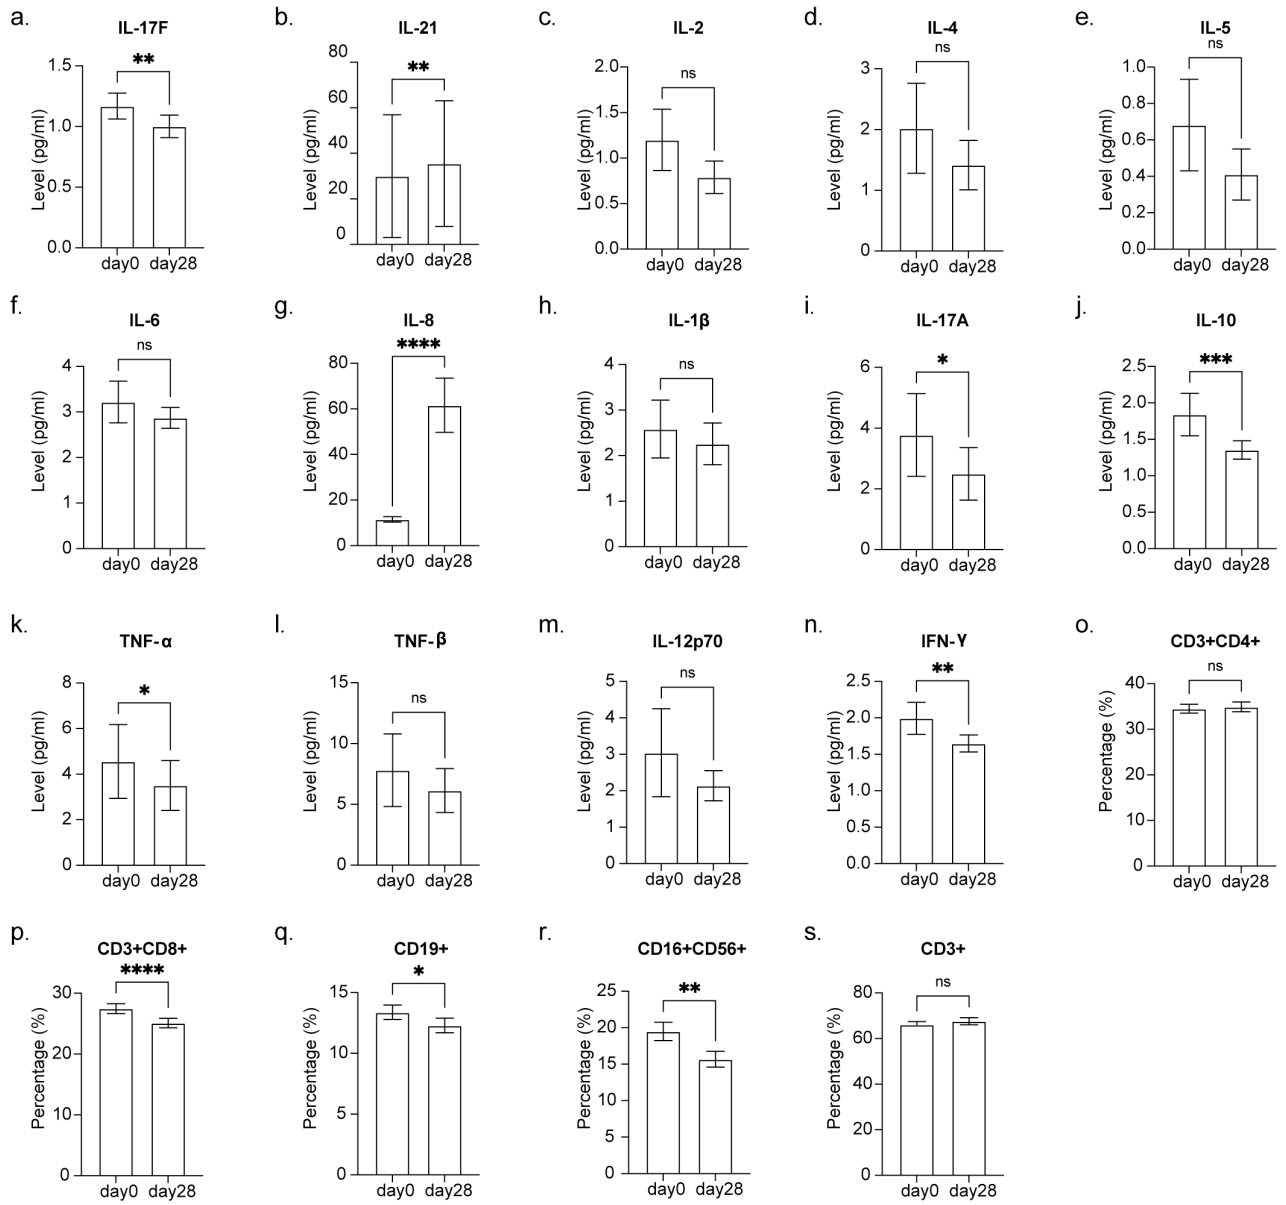 a.
IL-17F
**
Level (pg/ml)
1.5
1.0
0.5
0.0
day0 day28
b.
IL-21
**
Level (pg/ml)
80
60
40
20
0
day0 day28
c.
IL-2
ns
Level (pg/ml)
2.0
1.5
1.0
0.5
0.0
day0 day28
d.
IL-4
ns
Level (pg/ml)
3
2
1
0
day0 day28
e.
IL-5
ns
Level (pg/ml)
1.0
0.8
0.6
0.4
0.2
0.0
day0 day28
f.
IL-6
ns
Level (pg/ml)
4
3
2
1
0
day0 day28
g.
IL-8
****
Level (pg/ml)
80
60
40
20
0
day0 day28
h.
IL-1β
ns
Level (pg/ml)
4
3
2
1
0
day0 day28
i.
IL-17A
*
Level (pg/ml)
6
4
2
0
day0 day28
j.
IL-10
***
Level (pg/ml)
2.5
2.0
1.5
1.0
0.5
0.0
day0 day28
k.
TNF-α
*
Level (pg/ml)
8
6
4
2
0
day0 day28
l.
TNF-β
ns
Level (pg/ml)
15
10
5
0
day0 day28
m.
IL-12p70
ns
Level (pg/ml)
5
4
3
2
1
0
day0 day28
n.
IFN-γ
**
Level (pg/ml)
2.5
2.0
1.5
1.0
0.5
0.0
day0 day28
o.
CD3+CD4+
ns
Percentage (%)
40
30
20
10
0
day0 day28
p.
CD3+CD8+
****
Percentage (%)
30
20
10
0
day0 day28
q.
CD19+
*
Percentage (%)
15
10
5
0
day0 day28
r.
CD16+CD56+
**
Percentage (%)
25
20
15
10
5
0
day0 day28
s.
CD3+
ns
Percentage (%)
80
60
40
20
0
day0 day28